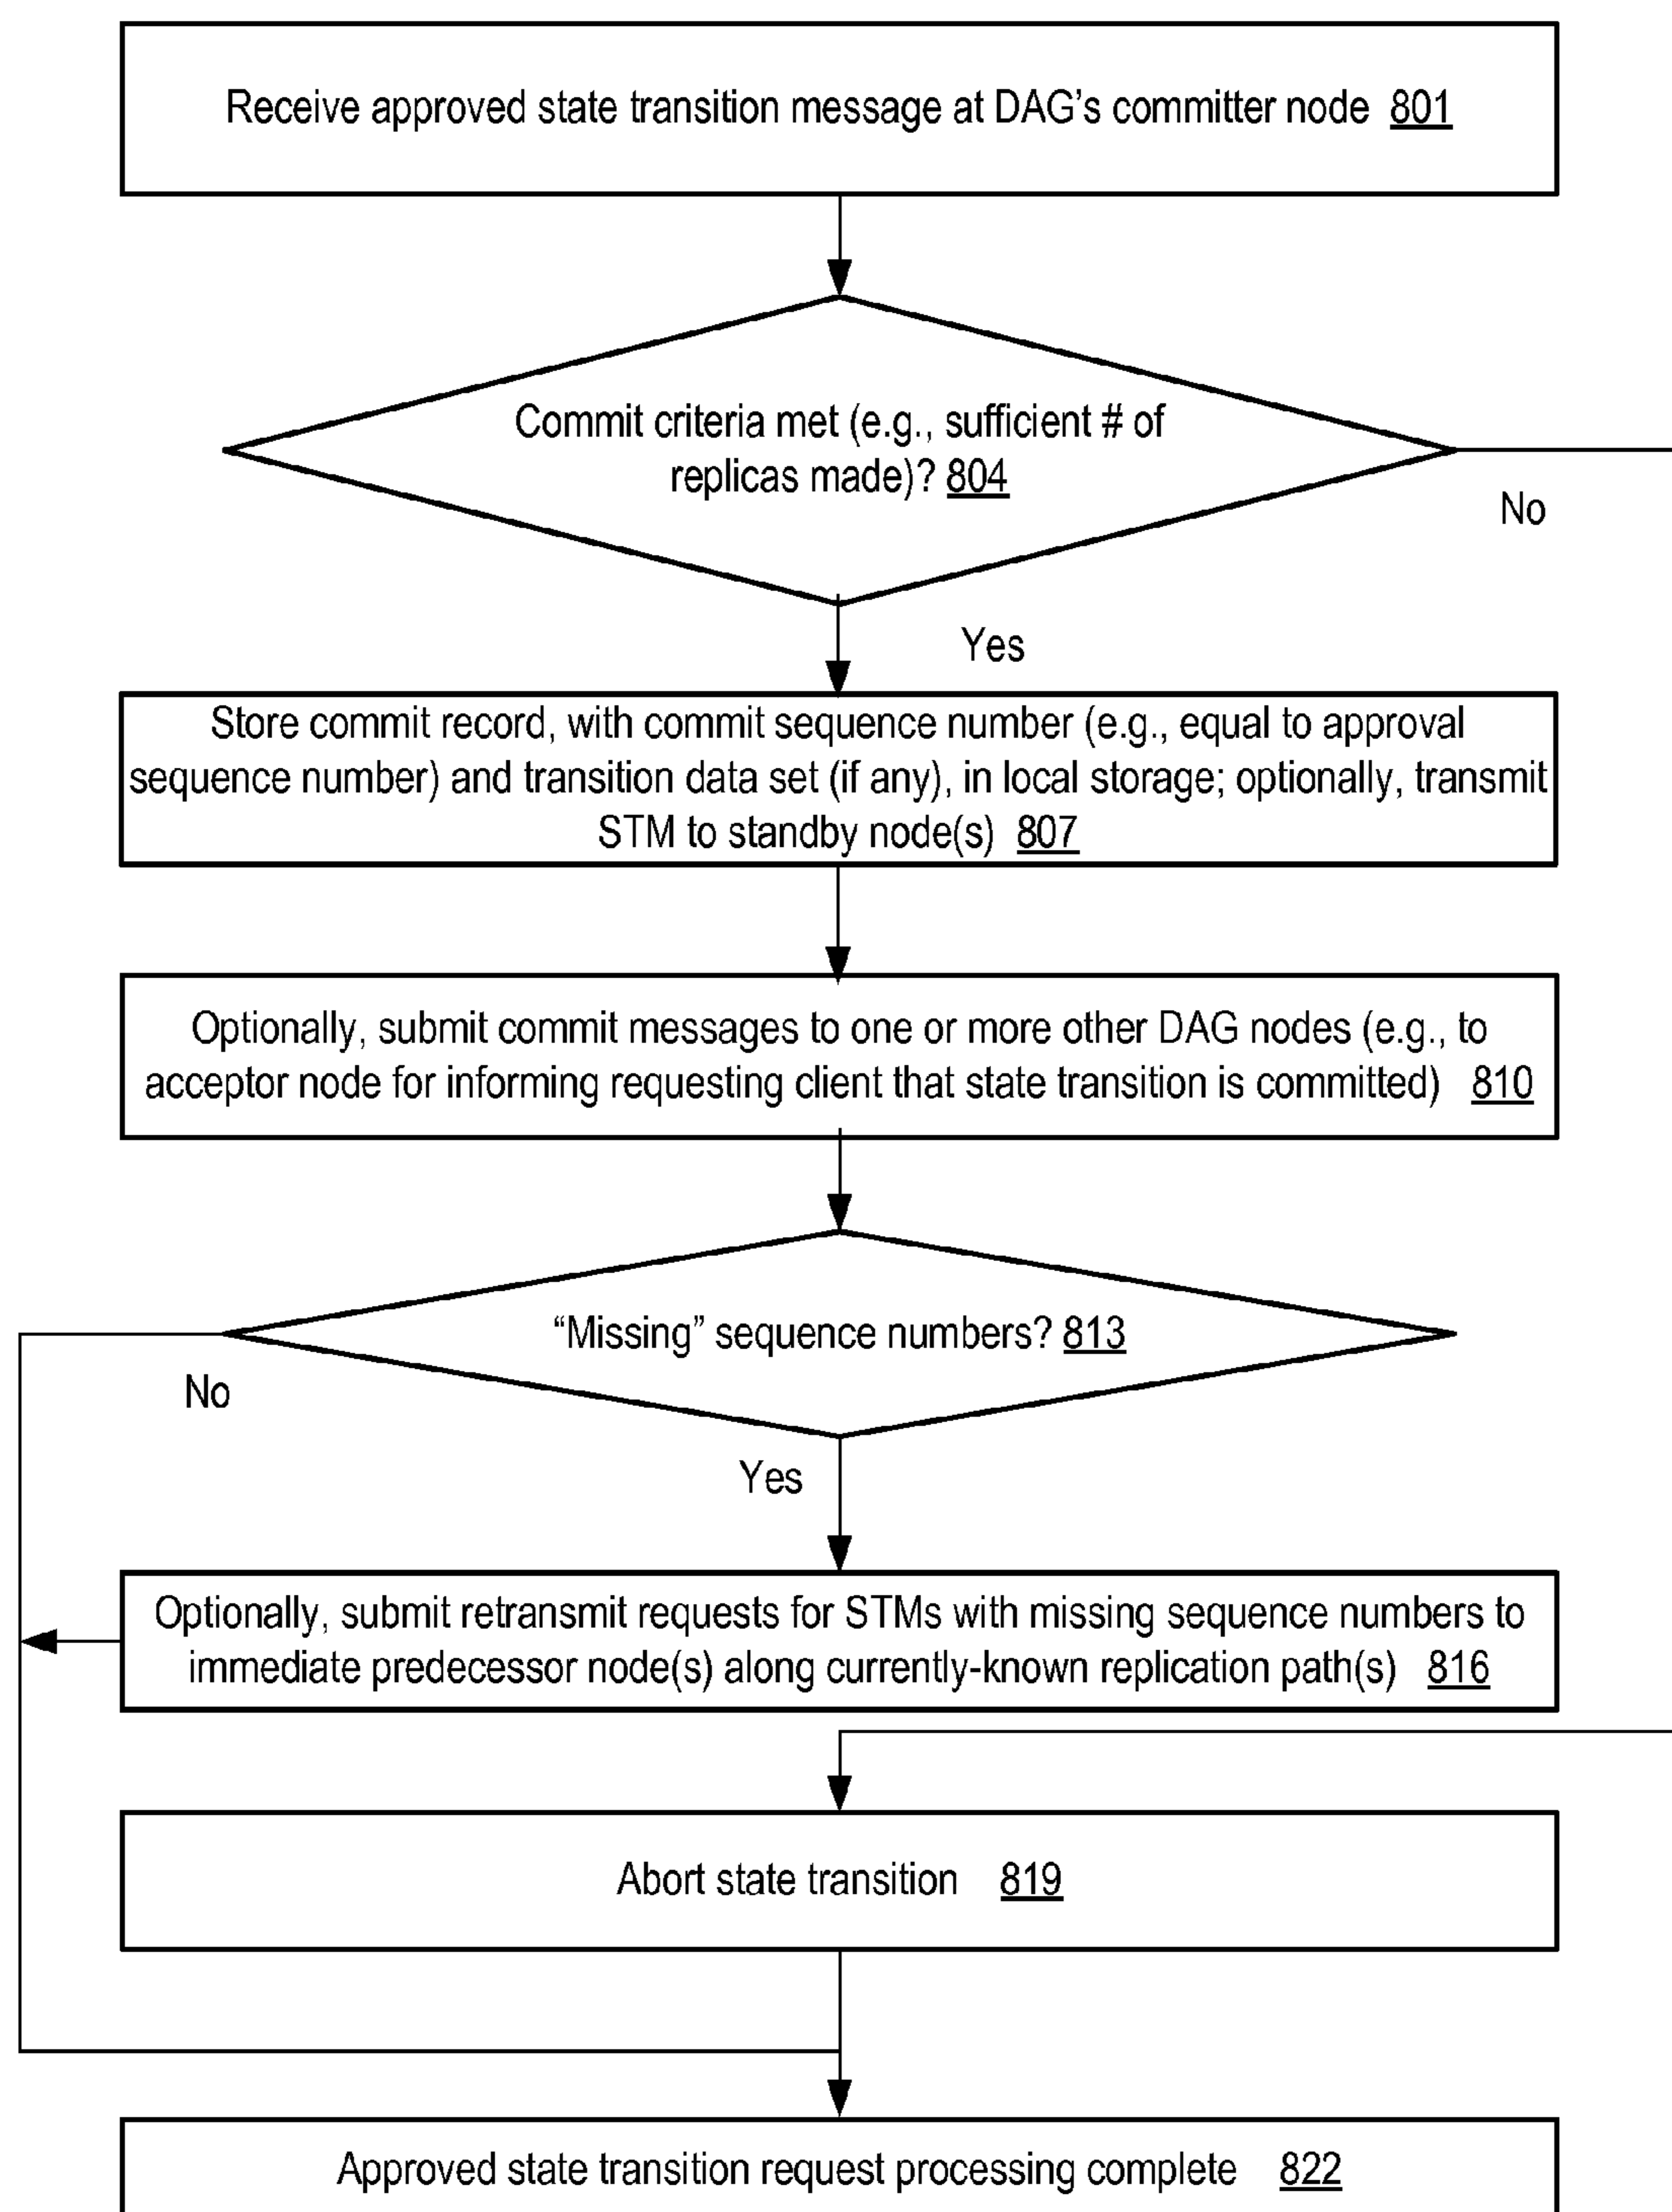 Receive approved state transition message at DAG’s committer node 801
Commit criteria met (e.g., sufficient # of
replicas made)? 804
No
Yes
Store commit record, with commit sequence number (e.g., equal to approval
sequence number) and transition data set (if any), in local storage; optionally, transmit
STM to standby node(s) 807
Optionally, submit commit messages to one or more other DAG nodes (e.g., to
acceptor node for informing requesting client that state transition is committed) 810
“Missing” sequence numbers? 813
No
Yes
Optionally, submit retransmit requests for STMs with missing sequence numbers to
immediate predecessor node(s) along currently-known replication path(s) 816
Abort state transition 819
Approved state transition request processing complete 822